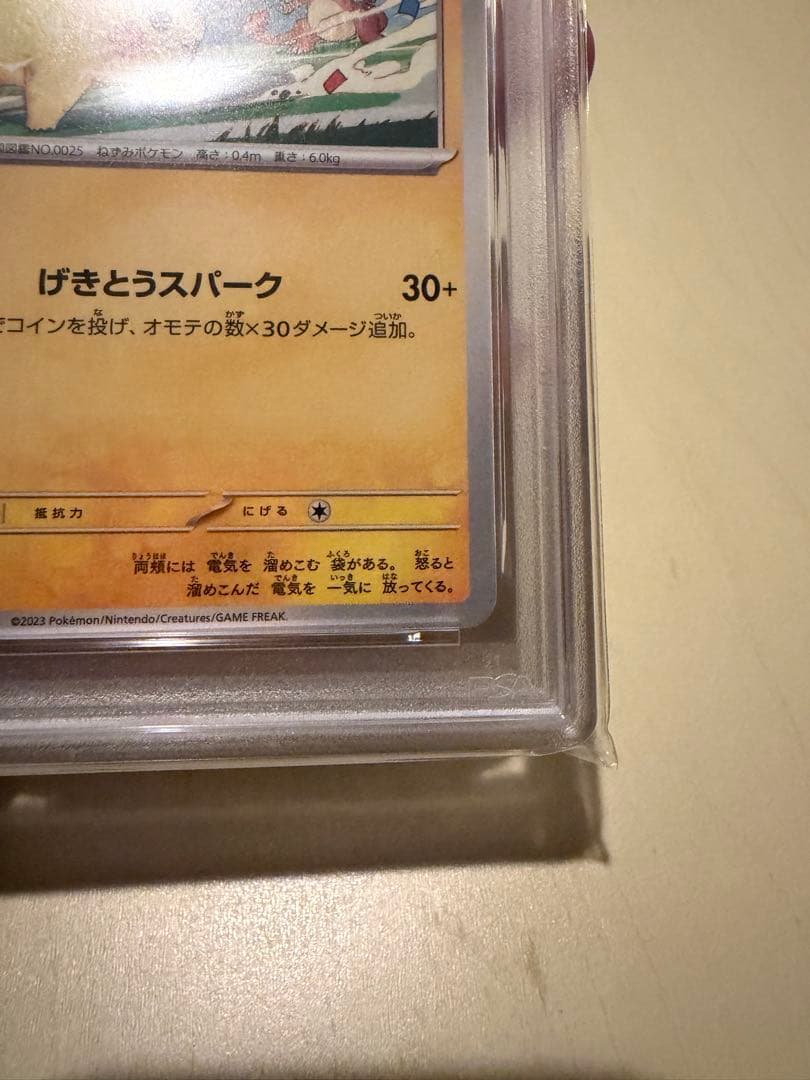 図鑑NO.0025 ねずみポケモン 高さ:0.4m 重さ:6.0kg
げきとうスパーク 30+
でコインを投げ、オモテの数×30ダメージ追加。
抵抗力 にげる
両頬には 電気を 溜めこむ 袋がある。 怒ると
溜めこんだ 電気を 一気に 放ってくる。
©2023 Pokémon/Nintendo/Creatures/GAME FREAK.
PSA